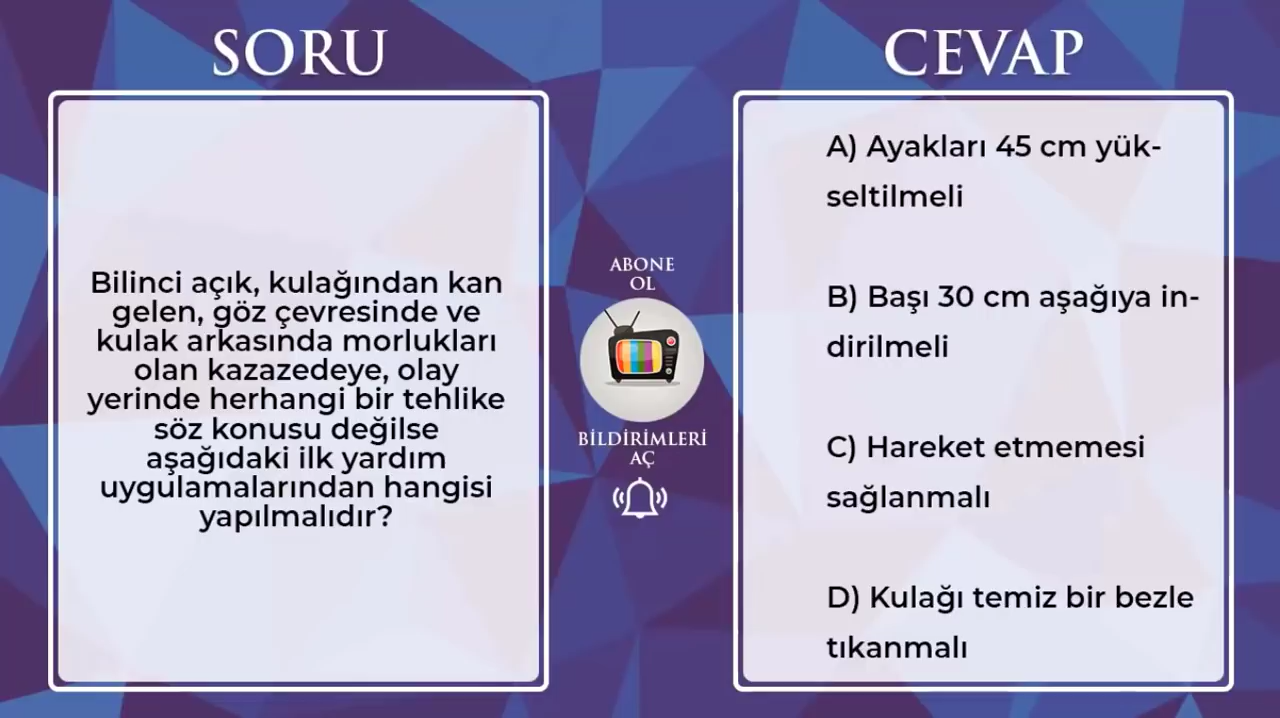 SORU
Bilinci açık, kulağından kan
gelen, göz çevresinde ve
kulak arkasında morlukları
olan kazazedeye, olay
yerinde herhangi bir tehlike
söz konusu değilse
aşağıdaki ilk yardım
uygulamalarından hangisi
yapılmalıdır?
ABONE
OL
BİLDİRİMLERİ
AÇ
CEVAP
A) Ayakları 45 cm yük-
seltilmeli
B) Başı 30 cm aşağıya in-
dirilmeli
C) Hareket etmemesi
sağlanmalı
D) Kulağı temiz bir bezle
tıkanmalı